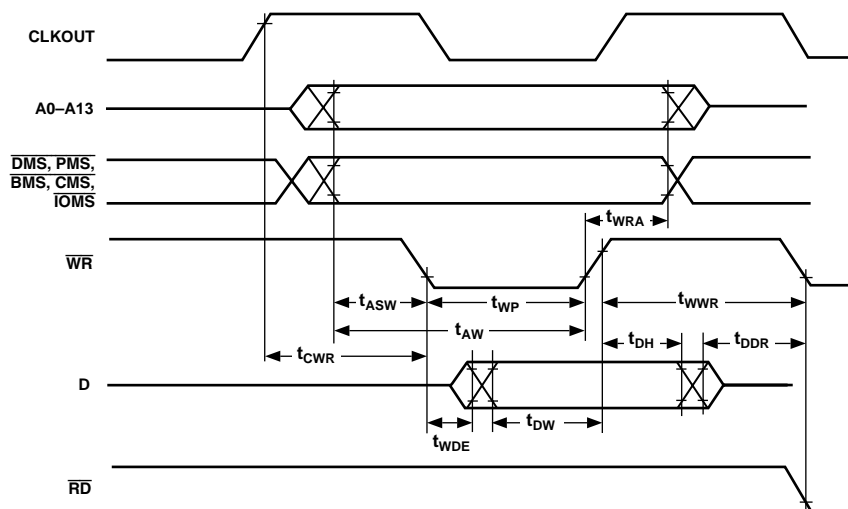 CLKOUT
A0–A13
DMS, PMS,
BMS, CMS,
IOMS
tWRA
WR
tASW
tWP
tWWR
tAW
tCWR
tDH
tDDR
D
tWDE
tDW
RD